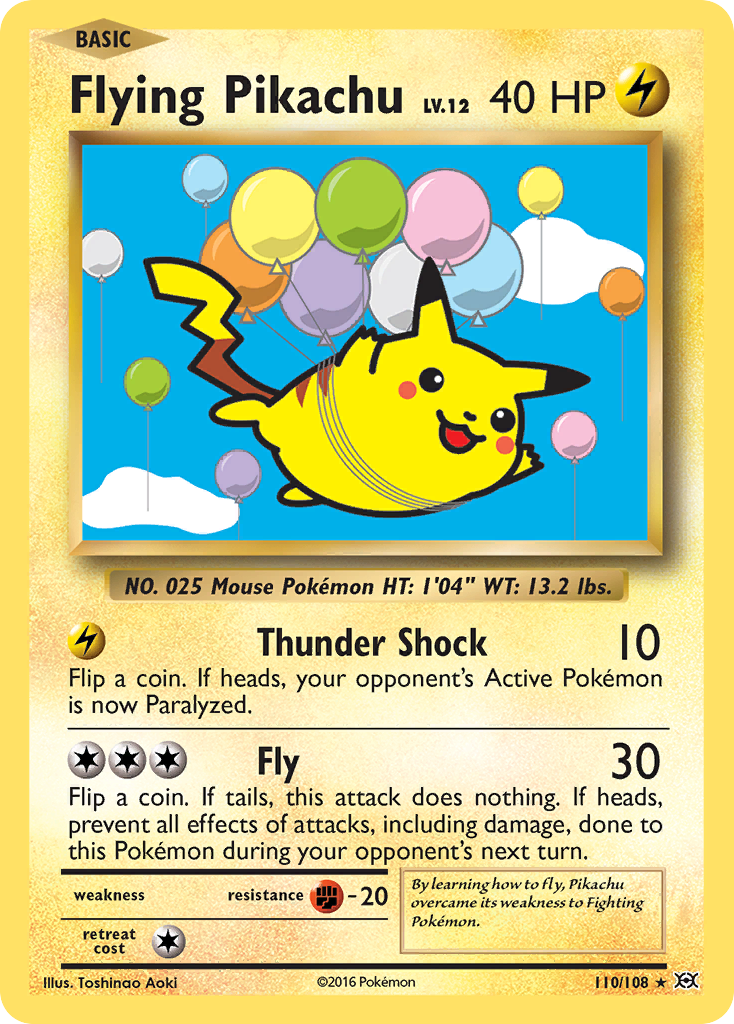 BASIC
Flying Pikachu LV.12 40 HP
NO. 025 Mouse Pokémon HT: 1'04" WT: 13.2 lbs.
Thunder Shock 10
Flip a coin. If heads, your opponent's Active Pokémon
is now Paralyzed.
Fly 30
Flip a coin. If tails, this attack does nothing. If heads,
prevent all effects of attacks, including damage, done to
this Pokémon during your opponent's next turn.
weakness
resistance -20
retreat
cost
By learning how to fly, Pikachu
overcame its weakness to Fighting
Pokémon.
Illus. Toshinao Aoki
©2016 Pokémon
110/108 ★